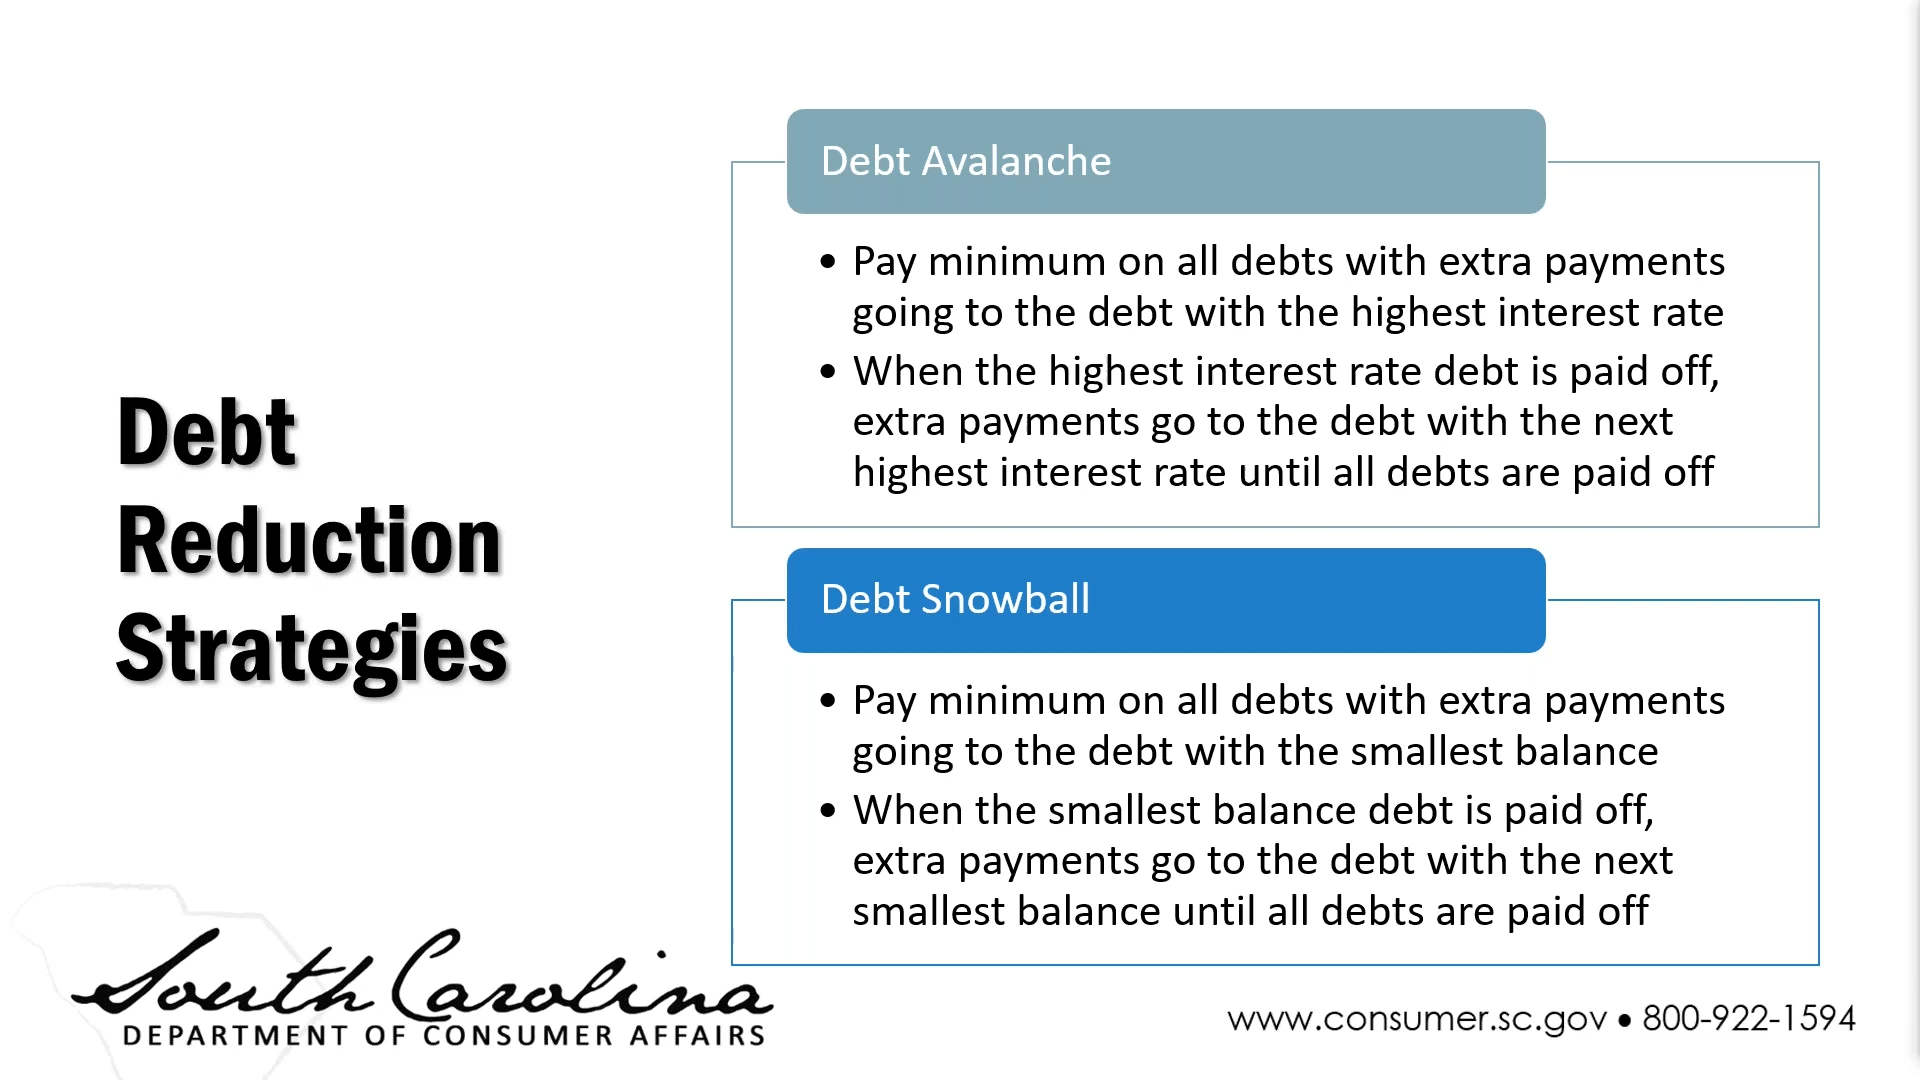 Debt
Reduction
Strategies
Debt Avalanche
• Pay minimum on all debts with extra payments
going to the debt with the highest interest rate
• When the highest interest rate debt is paid off,
extra payments go to the debt with the next
highest interest rate until all debts are paid off
Debt Snowball
• Pay minimum on all debts with extra payments
going to the debt with the smallest balance
• When the smallest balance debt is paid off,
extra payments go to the debt with the next
smallest balance until all debts are paid off
South Carolina
DEPARTMENT OF CONSUMER AFFAIRS
www.consumer.sc.gov • 800-922-1594